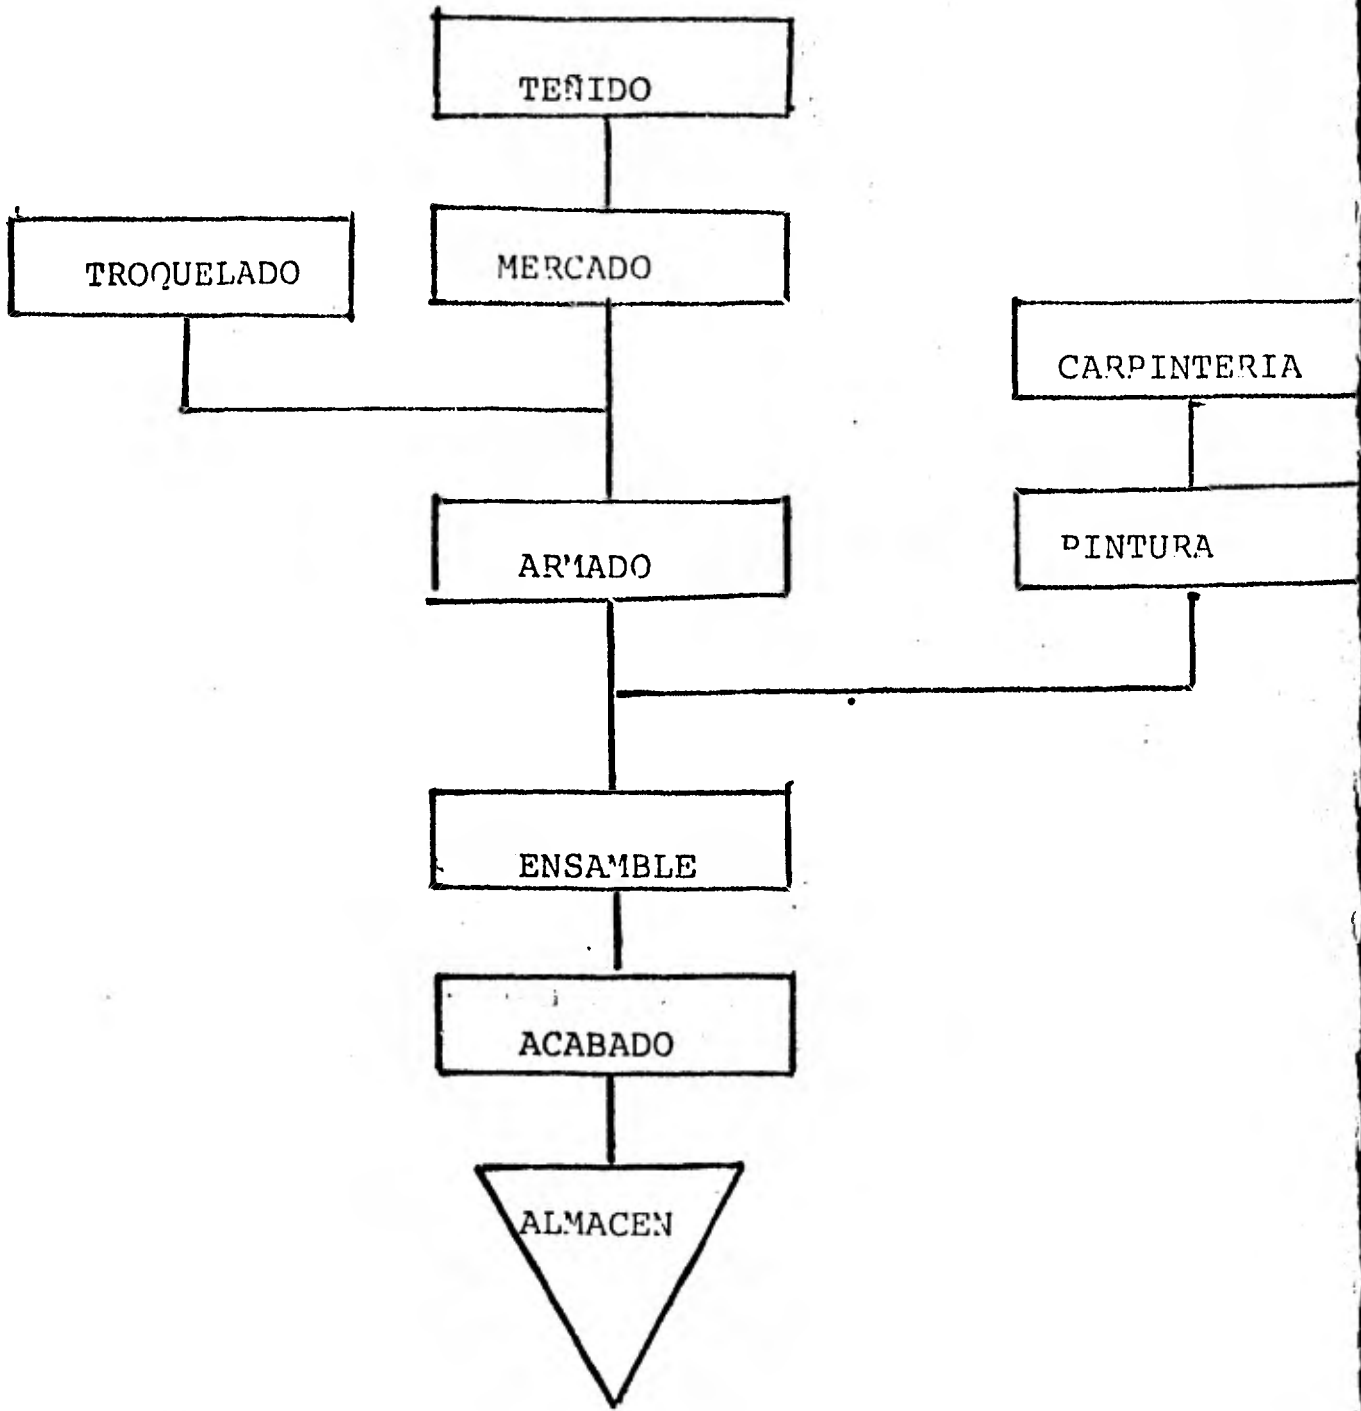 TEÑIDO
TROQUELADO
MERCADO
CARPINTERIA
ARMADO
PINTURA
ENSAMBLE
ACABADO
ALMACEN